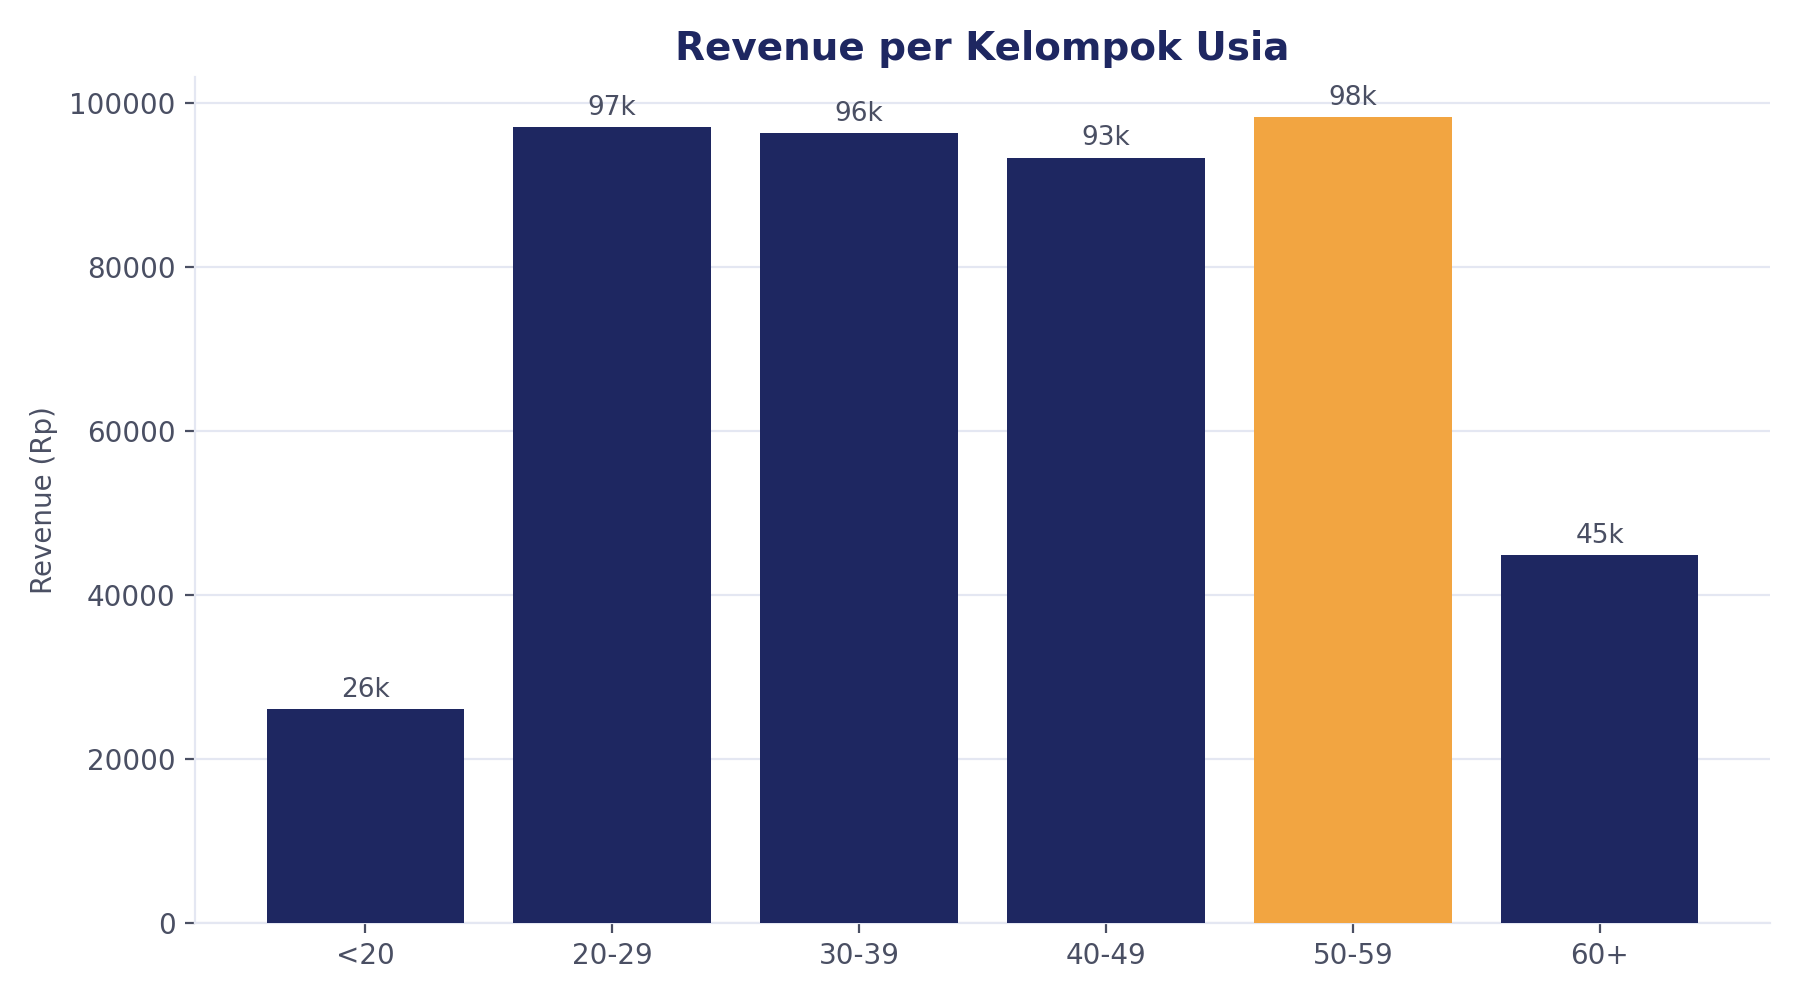 Revenue per Kelompok Usia
Revenue (Rp)
100000
80000
60000
40000
20000
0
26k
97k
96k
93k
98k
45k
<20
20-29
30-39
40-49
50-59
60+